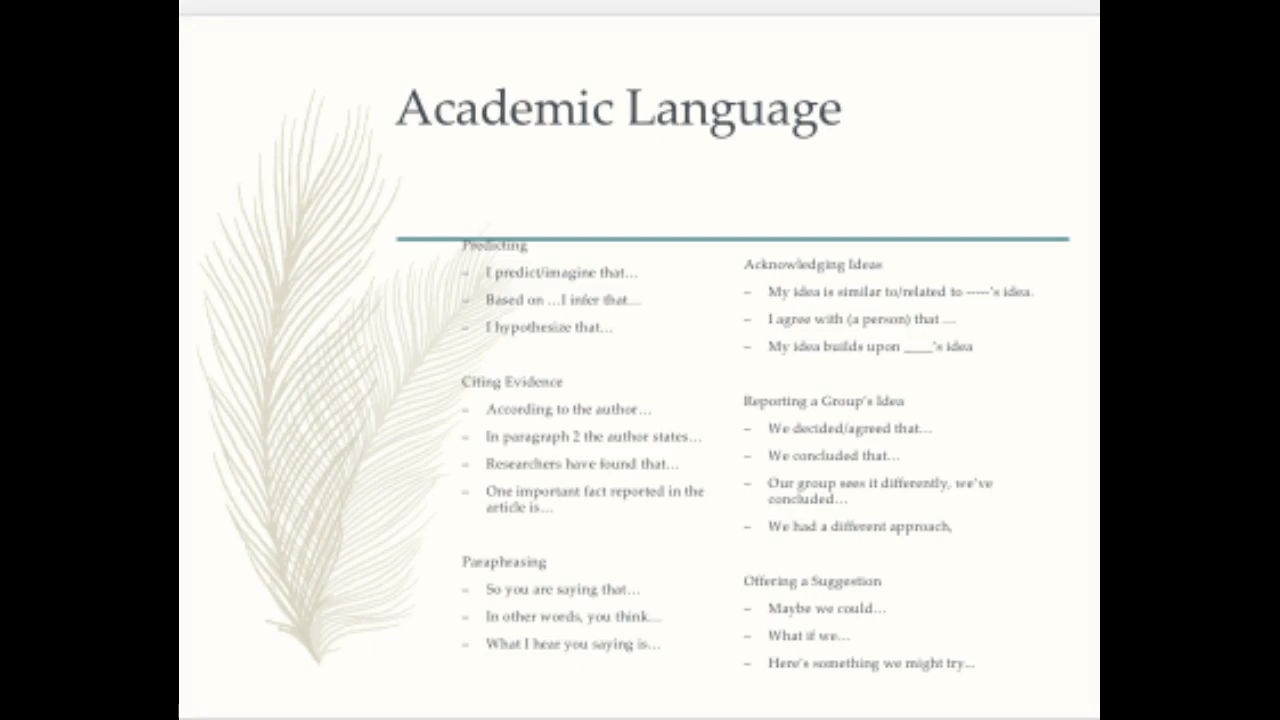 Academic Language
Predicting
– I predict/imagine that…
– Based on …I infer that…
– I hypothesize that…
Citing Evidence
– According to the author…
– In paragraph 2 the author states…
– Researchers have found that…
– One important fact reported in the
article is…
Paraphrasing
– So you are saying that…
– In other words, you think…
– What I hear you saying is…
Acknowledging Ideas
– My idea is similar to/related to -----'s idea.
– I agree with (a person) that …
– My idea builds upon ____'s idea
Reporting a Group's Idea
– We decided/agreed that…
– We concluded that…
– Our group sees it differently, we've
concluded…
– We had a different approach,
Offering a Suggestion
– Maybe we could…
– What if we…
– Here's something we might try…